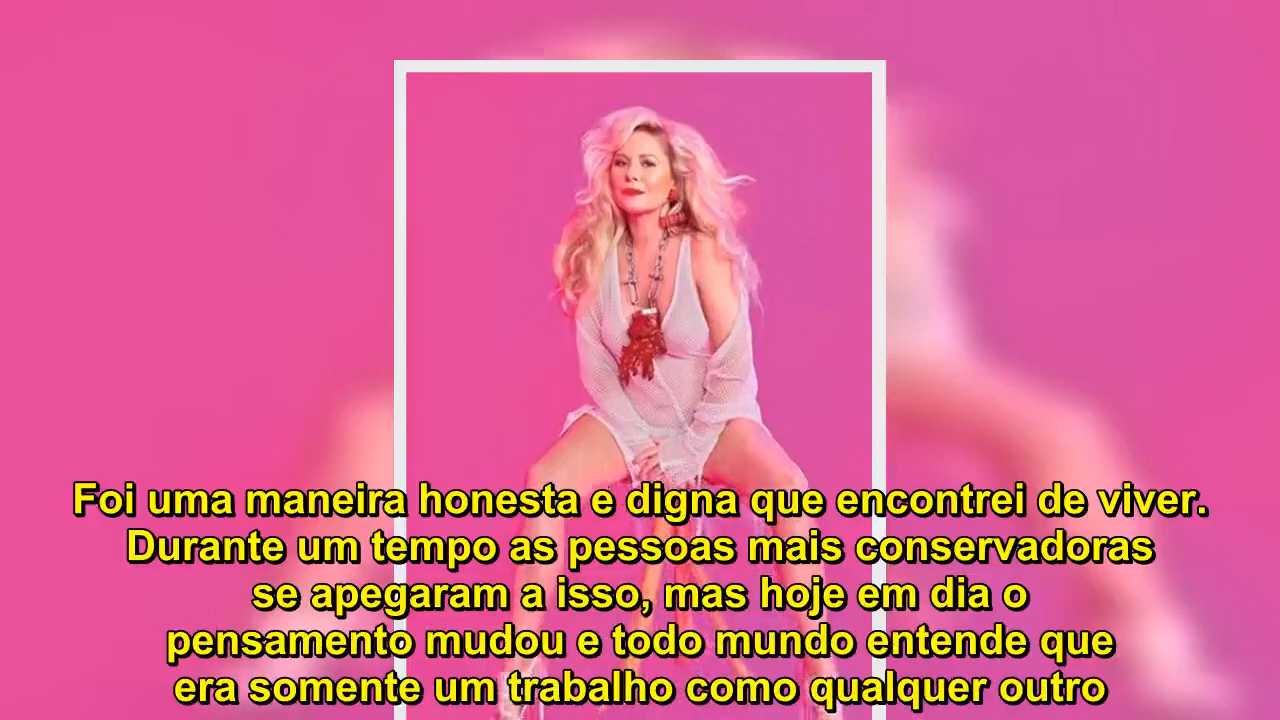 Foi uma maneira honesta e digna que encontrei de viver.
Durante um tempo as pessoas mais conservadoras
se apegaram a isso, mas hoje em dia o
pensamento mudou e todo mundo entende que
era somente um trabalho como qualquer outro